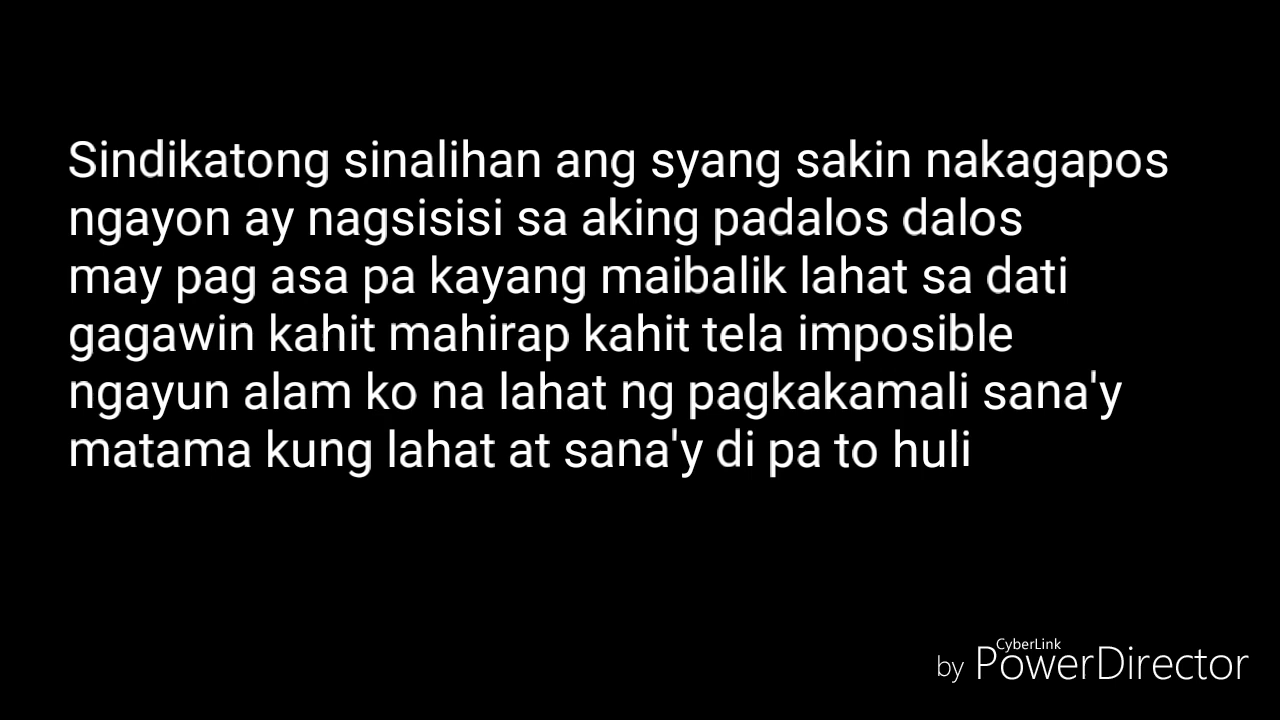 Sindikatong sinalihan ang syang sakin nakagapos
ngayon ay nagsisisi sa aking padalos dalos
may pag asa pa kayang maibalik lahat sa dati
gagawin kahit mahirap kahit tela imposible
ngayun alam ko na lahat ng pagkakamali sana'y
matama kung lahat at sana'y di pa to huli
CyberLink
by PowerDirector